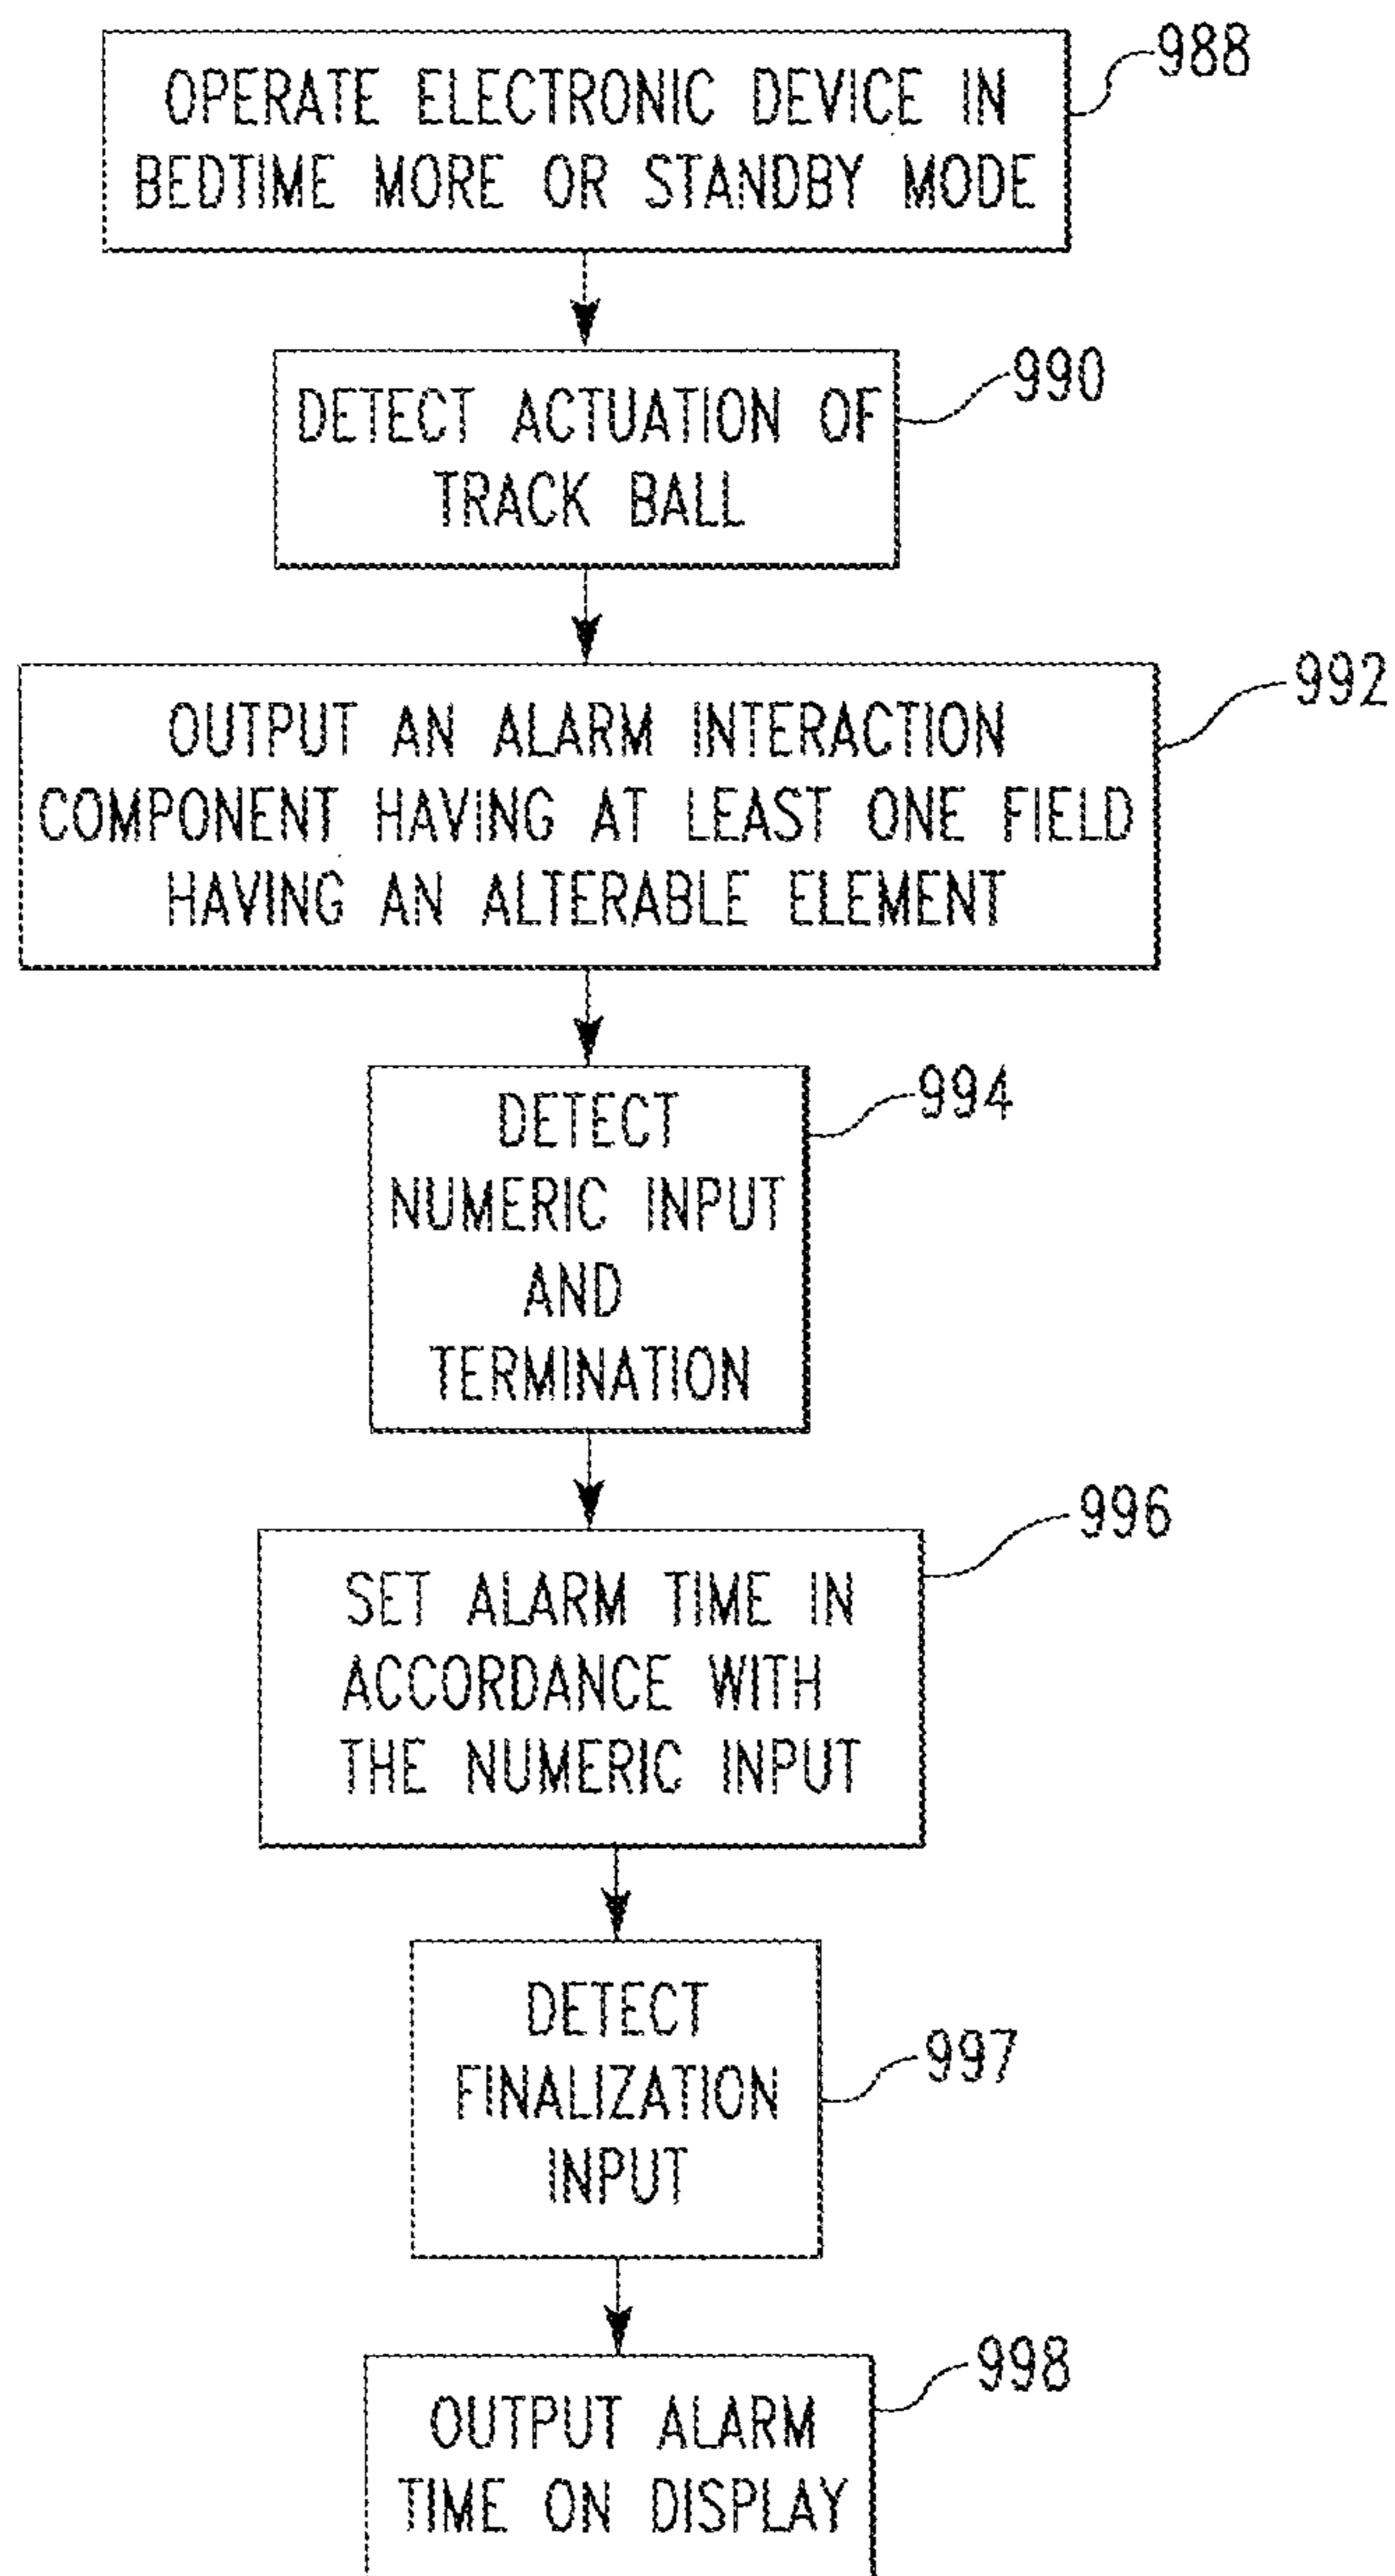 OPERATE ELECTRONIC DEVICE IN
BEDTIME MORE OR STANDBY MODE
988
DETECT ACTUATION OF
TRACK BALL
990
OUTPUT AN ALARM INTERACTION
COMPONENT HAVING AT LEAST ONE FIELD
HAVING AN ALTERABLE ELEMENT
992
DETECT
NUMERIC INPUT
AND
TERMINATION
994
SET ALARM TIME IN
ACCORDANCE WITH
THE NUMERIC INPUT
996
DETECT
FINALIZATION
INPUT
997
OUTPUT ALARM
TIME ON DISPLAY
998